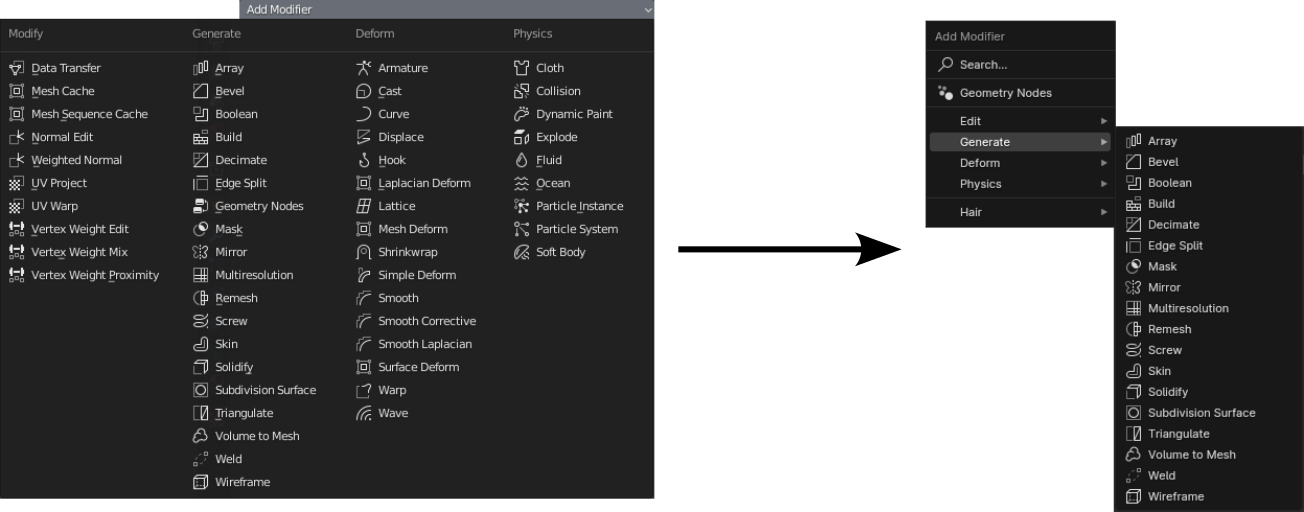 Add Modifier
Modify
Data Transfer
Mesh Cache
Mesh Sequence Cache
Normal Edit
Weighted Normal
UV Project
UV Warp
Vertex Weight Edit
Vertex Weight Mix
Vertex Weight Proximity
Generate
Array
Bevel
Boolean
Build
Decimate
Edge Split
Geometry Nodes
Mask
Mirror
Multiresolution
Remesh
Screw
Skin
Solidify
Subdivision Surface
Triangulate
Volume to Mesh
Weld
Wireframe
Deform
Armature
Cast
Curve
Displace
Hook
Laplacian Deform
Lattice
Mesh Deform
Shrinkwrap
Simple Deform
Smooth
Smooth Corrective
Smooth Laplacian
Surface Deform
Warp
Wave
Physics
Cloth
Collision
Dynamic Paint
Explode
Fluid
Ocean
Particle Instance
Particle System
Soft Body
Add Modifier
Search...
Geometry Nodes
Edit
Generate
Deform
Physics
Hair
Array
Bevel
Boolean
Build
Decimate
Edge Split
Mask
Mirror
Multiresolution
Remesh
Screw
Skin
Solidify
Subdivision Surface
Triangulate
Volume to Mesh
Weld
Wireframe